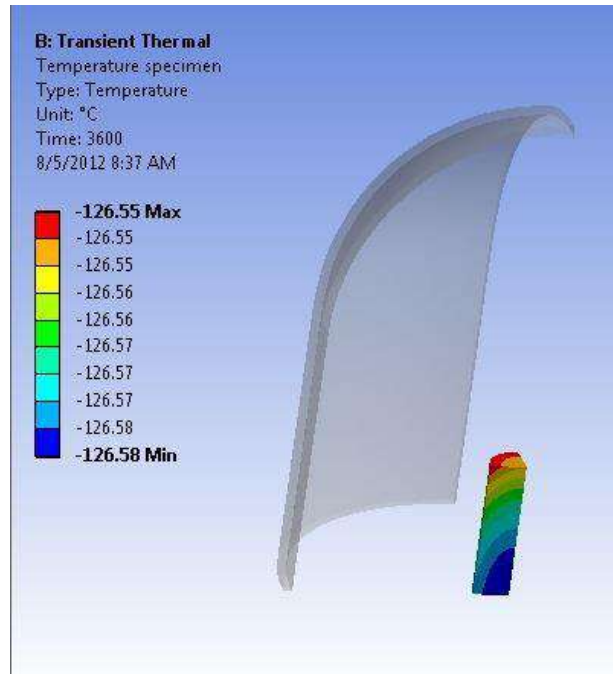 B: Transient Thermal
Temperature specimen
Type: Temperature
Unit: °C
Time: 3600
8/5/2012 8:37 AM
-126.55 Max
-126.55
-126.55
-126.56
-126.56
-126.57
-126.57
-126.57
-126.58
-126.58 Min